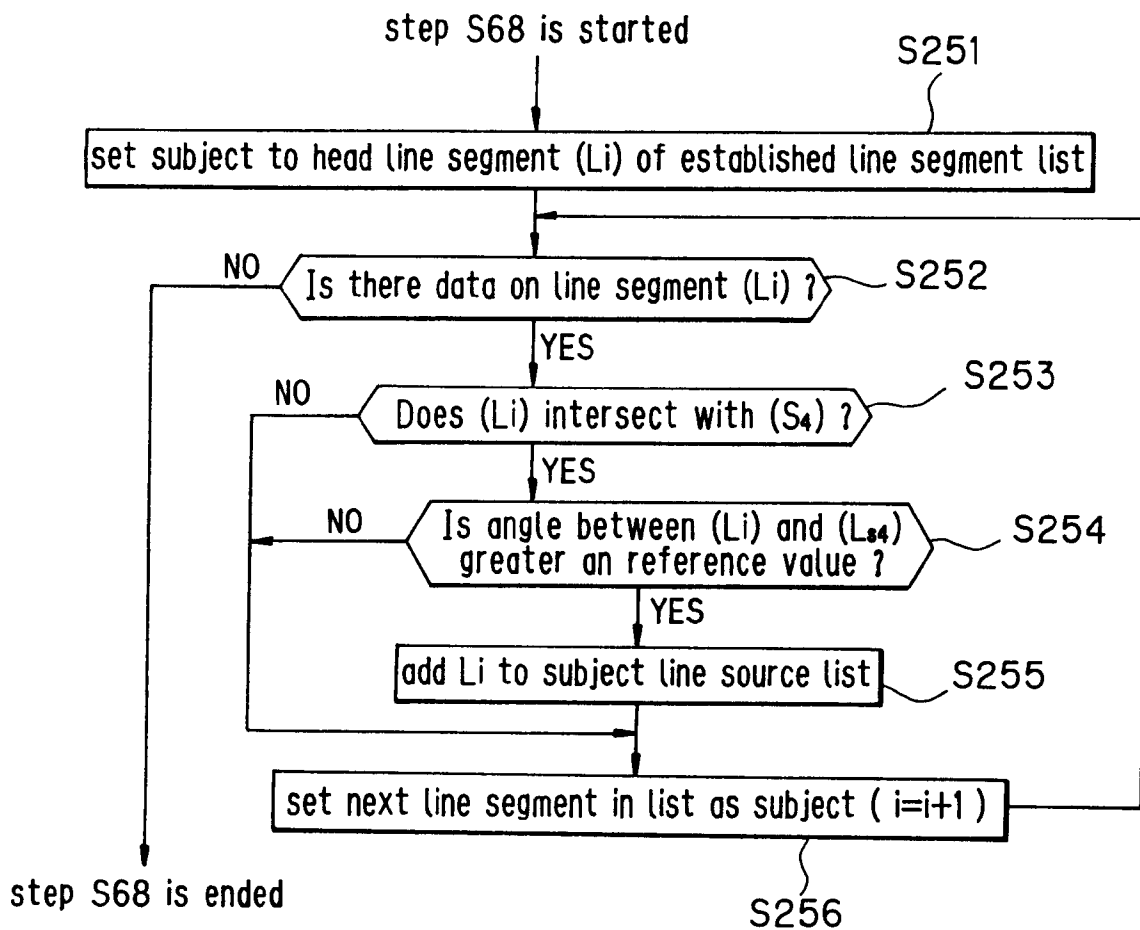 step S68 is started
S251
set subject to head line segment (Li) of established line segment list
NO
Is there data on line segment (Li) ?
S252
YES
NO
Does (Li) intersect with (S4) ?
S253
YES
NO
Is angle between (Li) and (Ls4)
greater an reference value ?
S254
YES
add Li to subject line source list
S255
set next line segment in list as subject ( i=i+1 )
step S68 is ended
S256